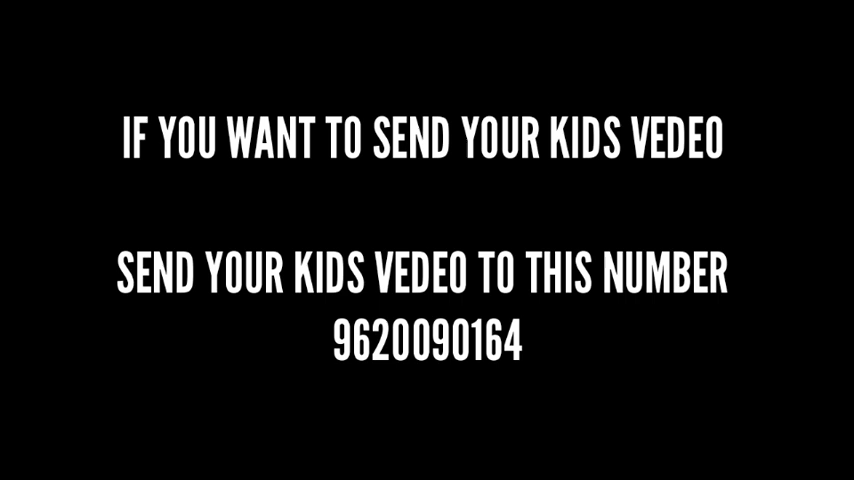 IF YOU WANT TO SEND YOUR KIDS VEDEO
SEND YOUR KIDS VEDEO TO THIS NUMBER
9620090164